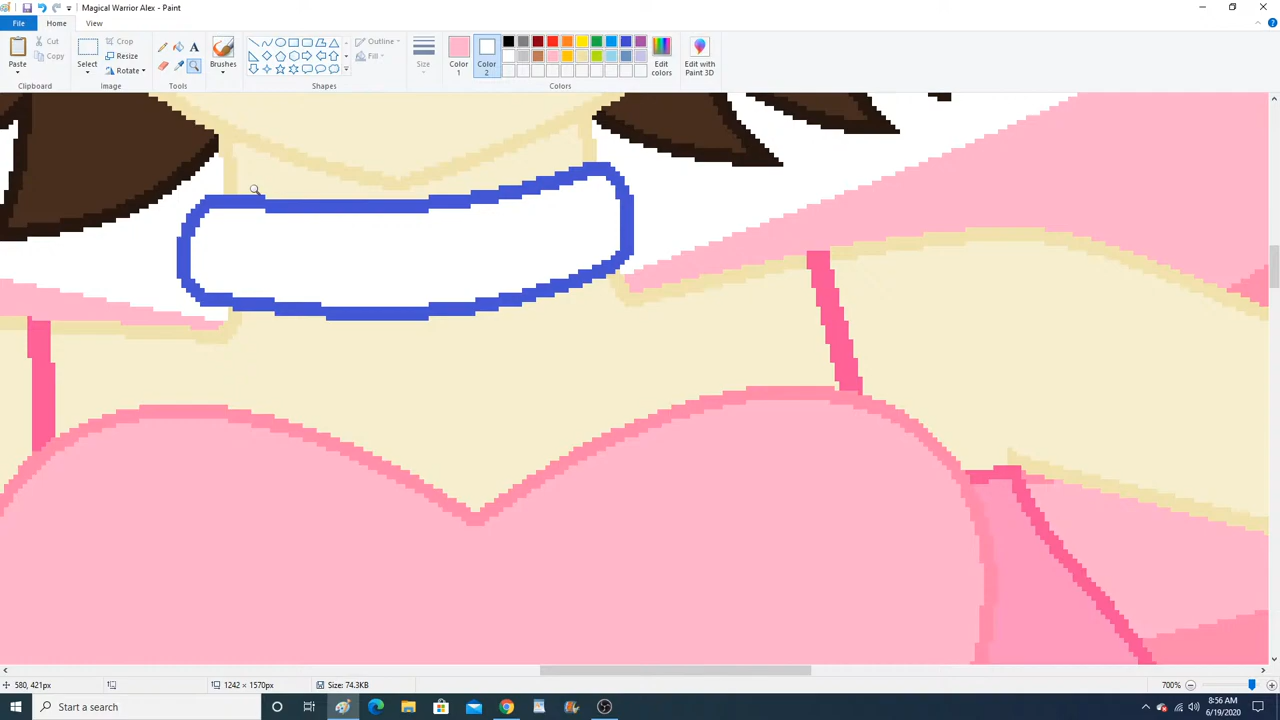 Magical Warrior Alex - Paint
File Home View
Paste Cut Copy Clipboard
Select Crop Resize Rotate Image
A Tools
Brushes
Shapes Outline Fill
Size
Color 1 Color 2 Colors Edit colors
Edit with Paint 3D
580, 421px 1242 × 1570px Size: 74.3KB 700%
Start a search 8:56 AM
6/19/2020